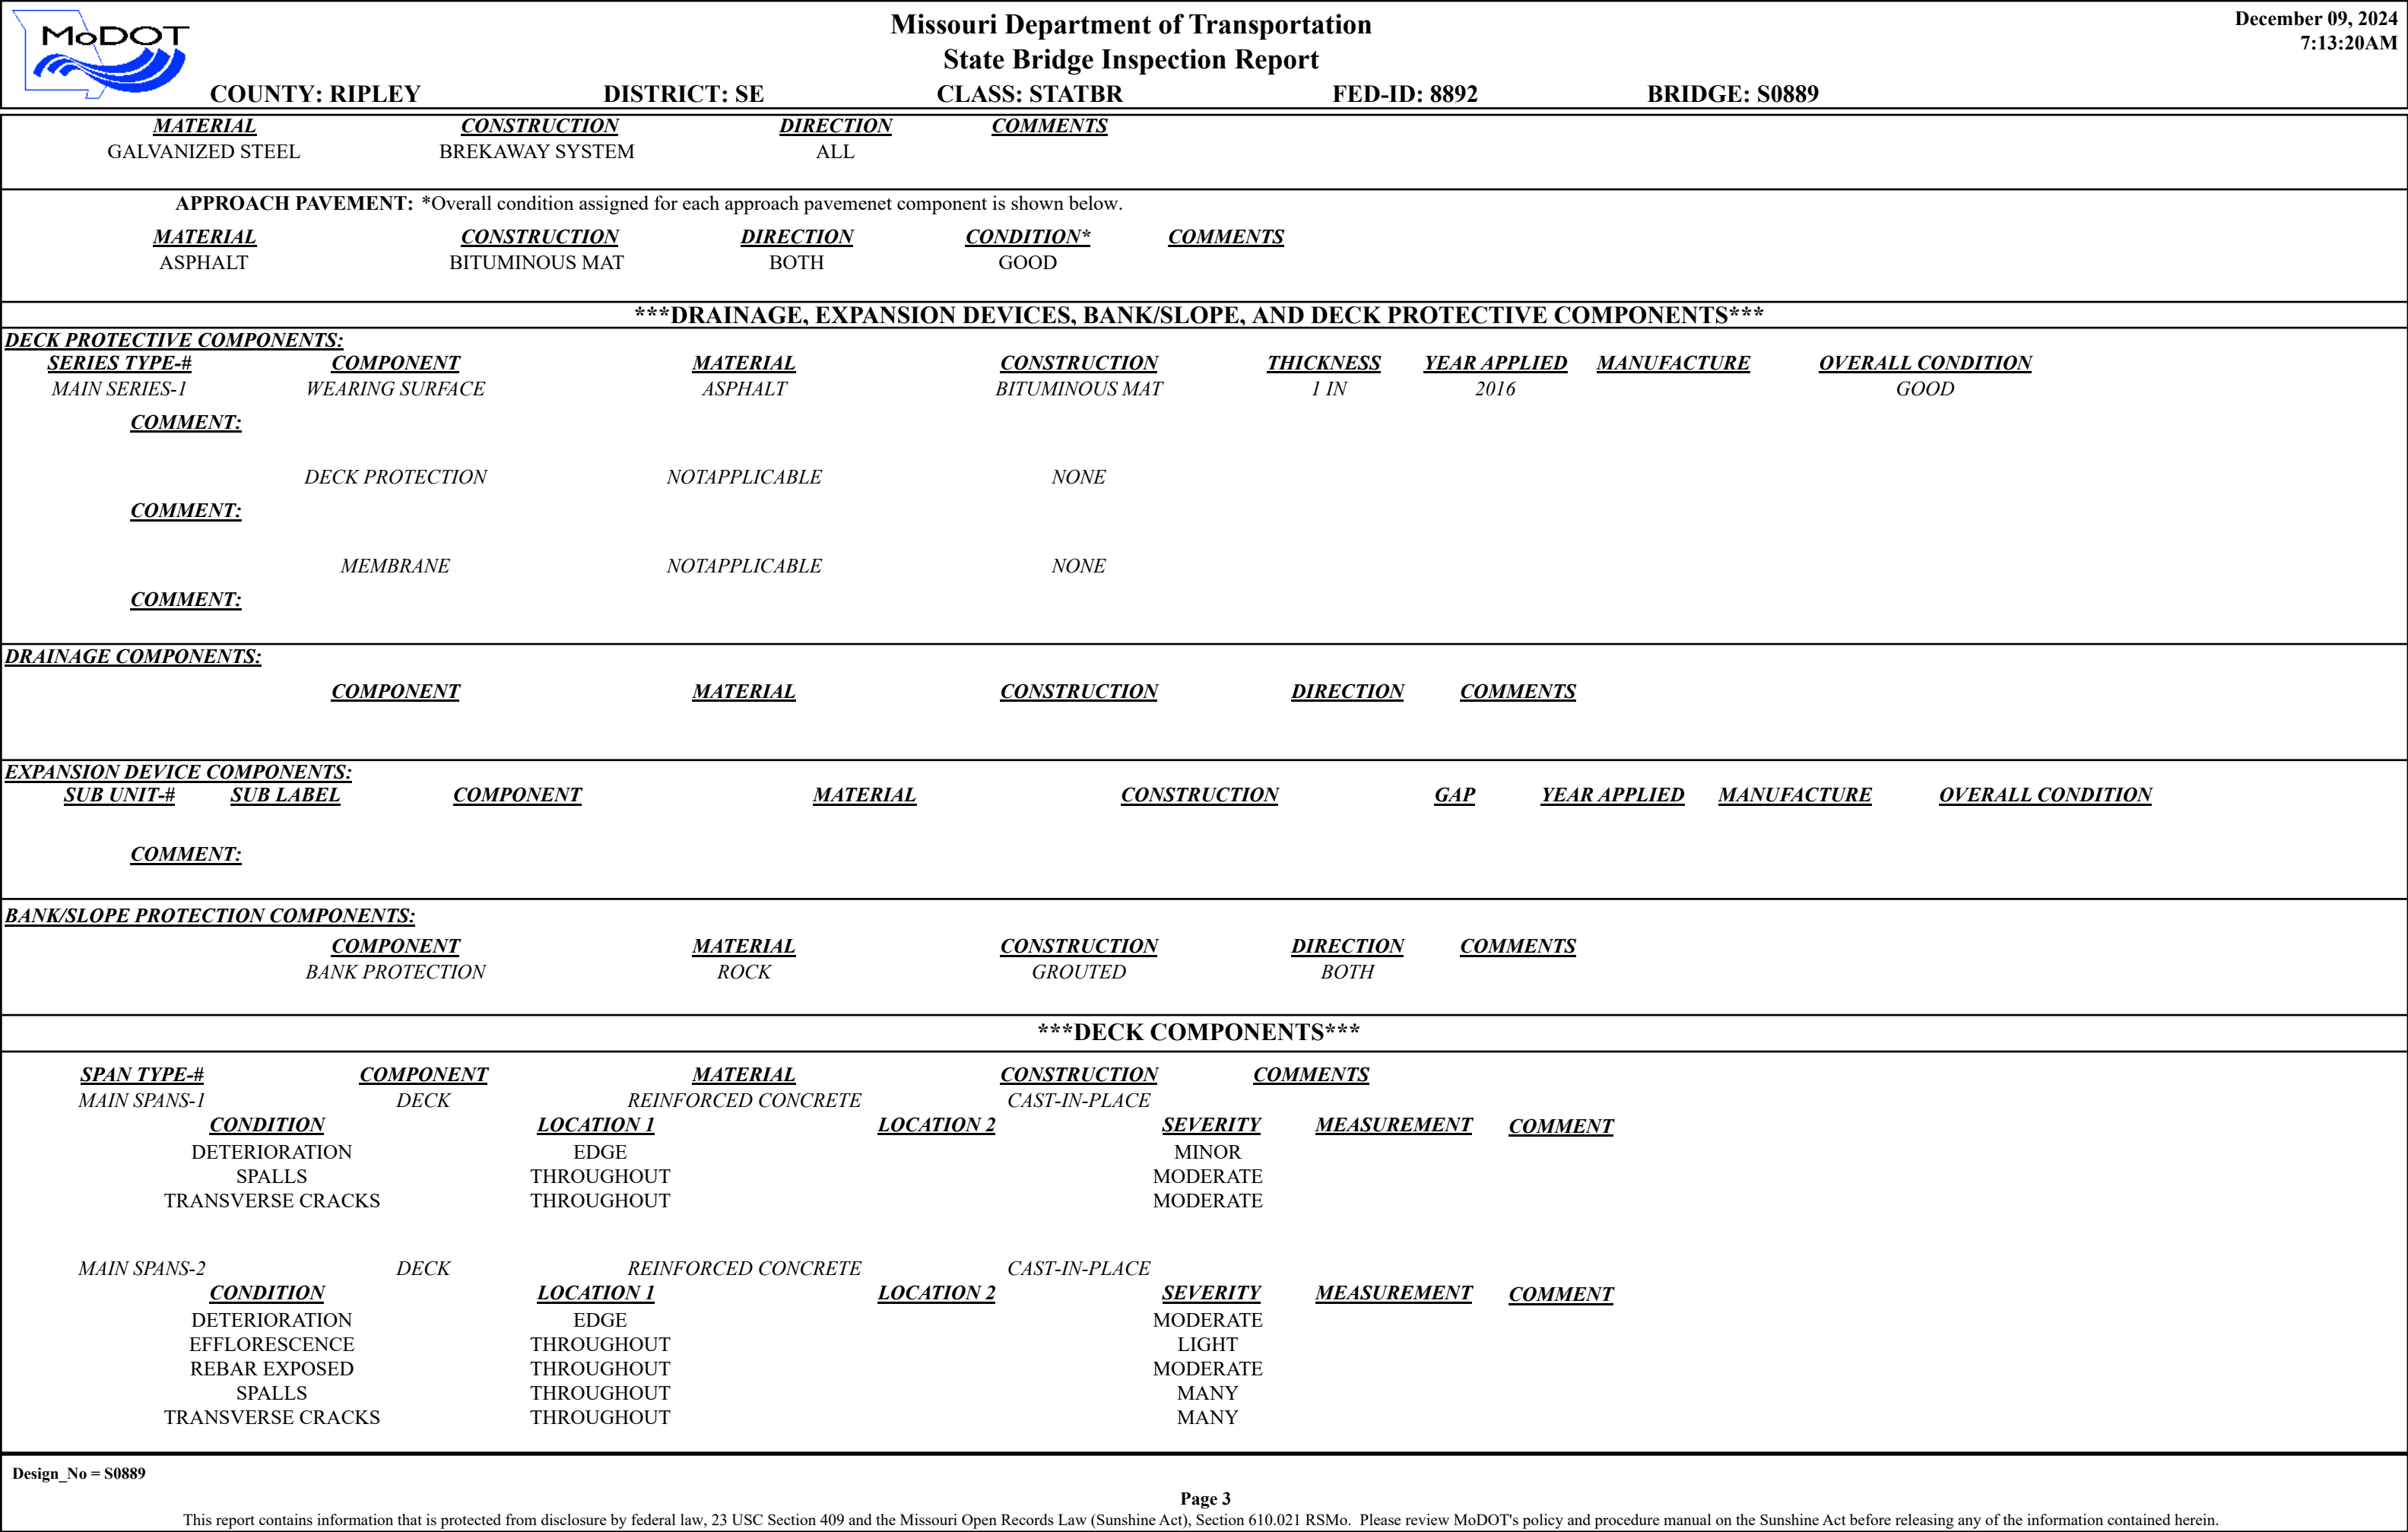 MoDOT
Missouri Department of Transportation
State Bridge Inspection Report
December 09, 2024
7:13:20AM
COUNTY: RIPLEY DISTRICT: SE CLASS: STATBR FED-ID: 8892 BRIDGE: S0889
MATERIAL CONSTRUCTION DIRECTION COMMENTS
GALVANIZED STEEL BREKAWAY SYSTEM ALL
APPROACH PAVEMENT: *Overall condition assigned for each approach pavemenet component is shown below.
MATERIAL CONSTRUCTION DIRECTION CONDITION* COMMENTS
ASPHALT BITUMINOUS MAT BOTH GOOD
***DRAINAGE, EXPANSION DEVICES, BANK/SLOPE, AND DECK PROTECTIVE COMPONENTS***
DECK PROTECTIVE COMPONENTS:
SERIES TYPE-# COMPONENT MATERIAL CONSTRUCTION THICKNESS YEAR APPLIED MANUFACTURE OVERALL CONDITION
MAIN SERIES-1 WEARING SURFACE ASPHALT BITUMINOUS MAT 1 IN 2016 GOOD
COMMENT:
DECK PROTECTION NOTAPPLICABLE NONE
COMMENT:
MEMBRANE NOTAPPLICABLE NONE
COMMENT:
DRAINAGE COMPONENTS:
COMPONENT MATERIAL CONSTRUCTION DIRECTION COMMENTS
EXPANSION DEVICE COMPONENTS:
SUB UNIT-# SUB LABEL COMPONENT MATERIAL CONSTRUCTION GAP YEAR APPLIED MANUFACTURE OVERALL CONDITION
COMMENT:
BANK/SLOPE PROTECTION COMPONENTS:
COMPONENT MATERIAL CONSTRUCTION DIRECTION COMMENTS
BANK PROTECTION ROCK GROUTED BOTH
***DECK COMPONENTS***
SPAN TYPE-# COMPONENT MATERIAL CONSTRUCTION COMMENTS
MAIN SPANS-1 DECK REINFORCED CONCRETE CAST-IN-PLACE
CONDITION LOCATION 1 LOCATION 2 SEVERITY MEASUREMENT COMMENT
DETERIORATION EDGE MINOR
SPALLS THROUGHOUT MODERATE
TRANSVERSE CRACKS THROUGHOUT MODERATE
MAIN SPANS-2 DECK REINFORCED CONCRETE CAST-IN-PLACE
CONDITION LOCATION 1 LOCATION 2 SEVERITY MEASUREMENT COMMENT
DETERIORATION EDGE MODERATE
EFFLORESCENCE THROUGHOUT LIGHT
REBAR EXPOSED THROUGHOUT MODERATE
SPALLS THROUGHOUT MANY
TRANSVERSE CRACKS THROUGHOUT MANY
Design_No = S0889
Page 3
This report contains information that is protected from disclosure by federal law, 23 USC Section 409 and the Missouri Open Records Law (Sunshine Act), Section 610.021 RSMo. Please review MoDOT's policy and procedure manual on the Sunshine Act before releasing any of the information contained herein.